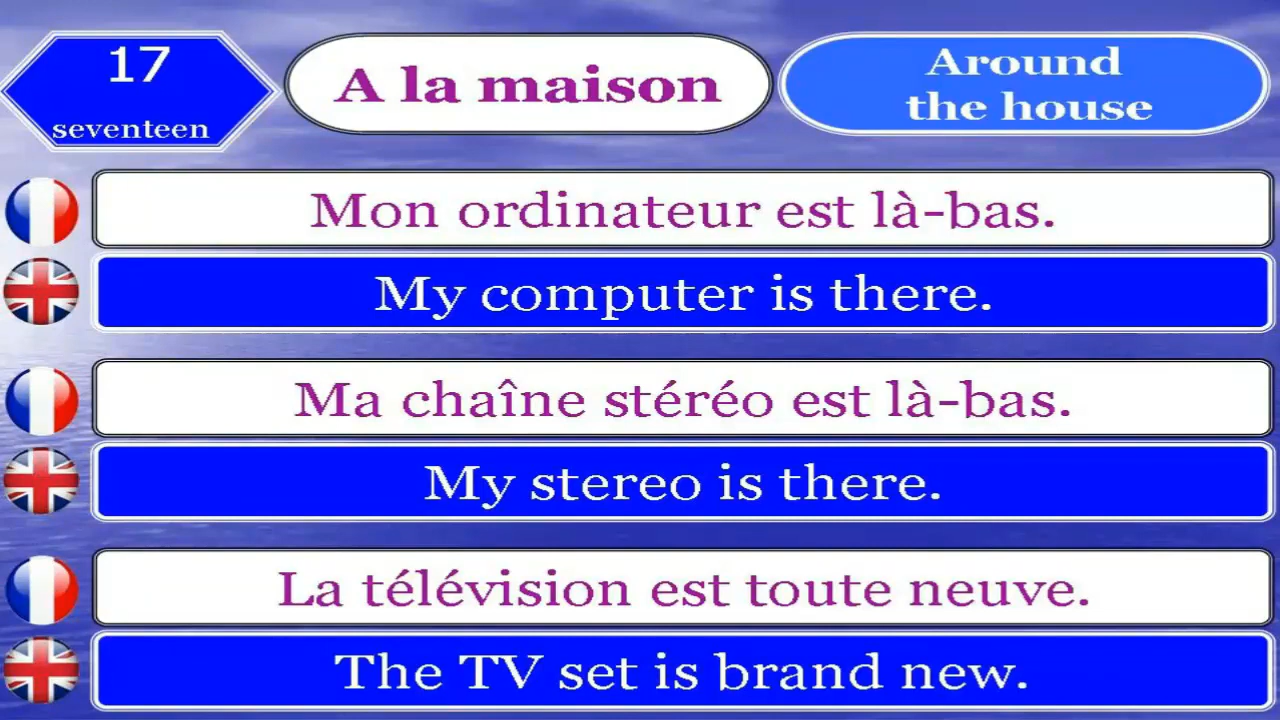 17
seventeen
A la maison
Around
the house
Mon ordinateur est là-bas.
My computer is there.
Ma chaîne stéréo est là-bas.
My stereo is there.
La télévision est toute neuve.
The TV set is brand new.